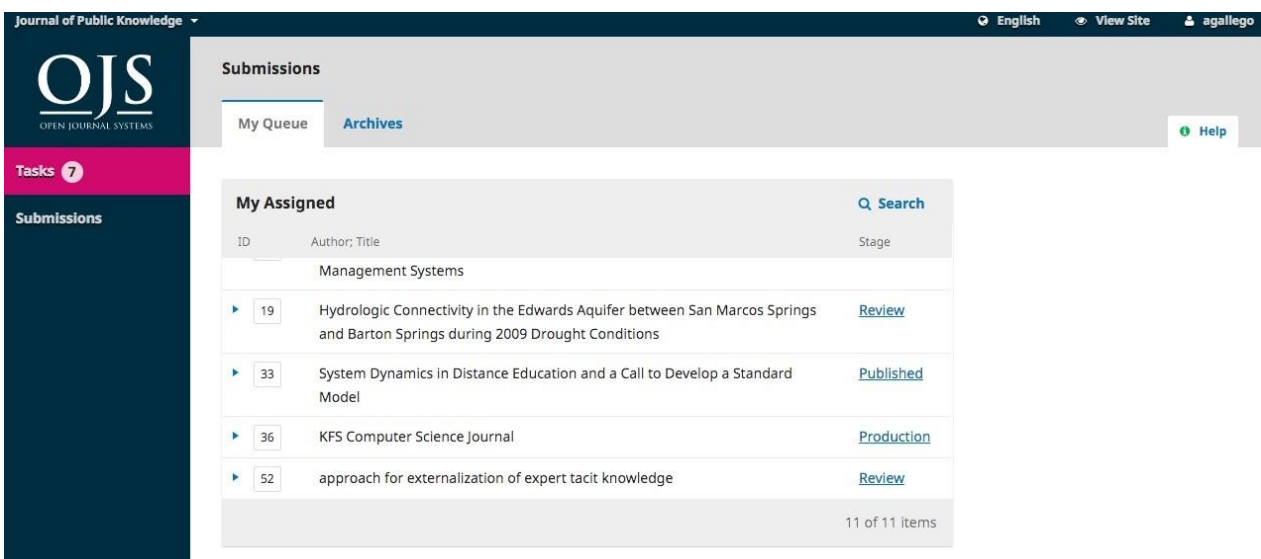 Journal of Public Knowledge
English
View Site
agallego
OJS
OPEN JOURNAL SYSTEMS
Submissions
My Queue
Archives
Help
Tasks 7
Submissions
My Assigned
Search
ID
Author; Title
Stage
Management Systems
19
Hydrologic Connectivity in the Edwards Aquifer between San Marcos Springs
and Barton Springs during 2009 Drought Conditions
Review
33
System Dynamics in Distance Education and a Call to Develop a Standard
Model
Published
36
KFS Computer Science Journal
Production
52
approach for externalization of expert tacit knowledge
Review
11 of 11 items